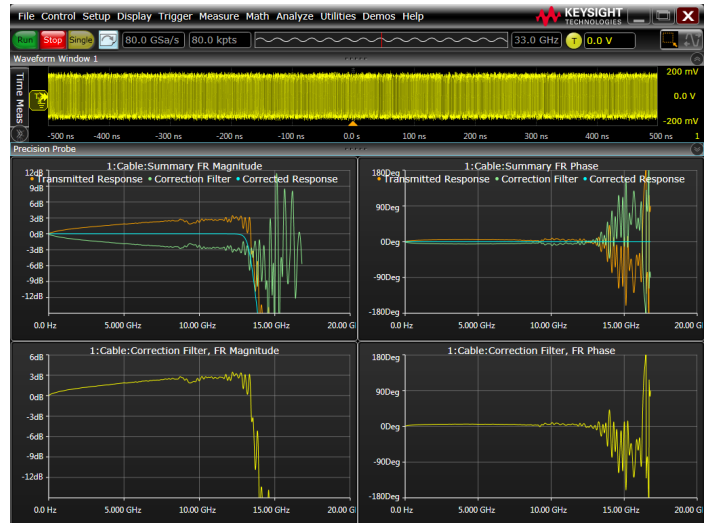 File Control Setup Display Trigger Measure Math Analyze Utilities Demos Help
KEYSIGHT
TECHNOLOGIES
Run Stop Single 80.0 GSa/s 80.0 kpts 33.0 GHz T 0.0 V
Waveform Window 1
Time Meas
200 mV
0.0 V
-200 mV
-500 ns -400 ns -300 ns -200 ns -100 ns 0.0 s 100 ns 200 ns 300 ns 400 ns 500 ns 1
Precision Probe
1:Cable:Summary FR Magnitude
Transmitted Response Correction Filter Corrected Response
12dB
9dB
6dB
3dB
0dB
-3dB
-6dB
-9dB
-12dB
0.0 Hz 5.000 GHz 10.00 GHz 15.00 GHz 20.00 G
1:Cable:Summary FR Phase
Transmitted Response Correction Filter Corrected Response
180Deg
90Deg
0Deg
-90Deg
-180Deg
0.0 Hz 5.000 GHz 10.00 GHz 15.00 GHz 20.00 G
1:Cable:Correction Filter, FR Magnitude
6dB
3dB
0dB
-3dB
-6dB
-9dB
-12dB
0.0 Hz 5.000 GHz 10.00 GHz 15.00 GHz 20.00 G
1:Cable:Correction Filter, FR Phase
180Deg
90Deg
0Deg
-90Deg
-180Deg
0.0 Hz 5.000 GHz 10.00 GHz 15.00 GHz 20.00 G